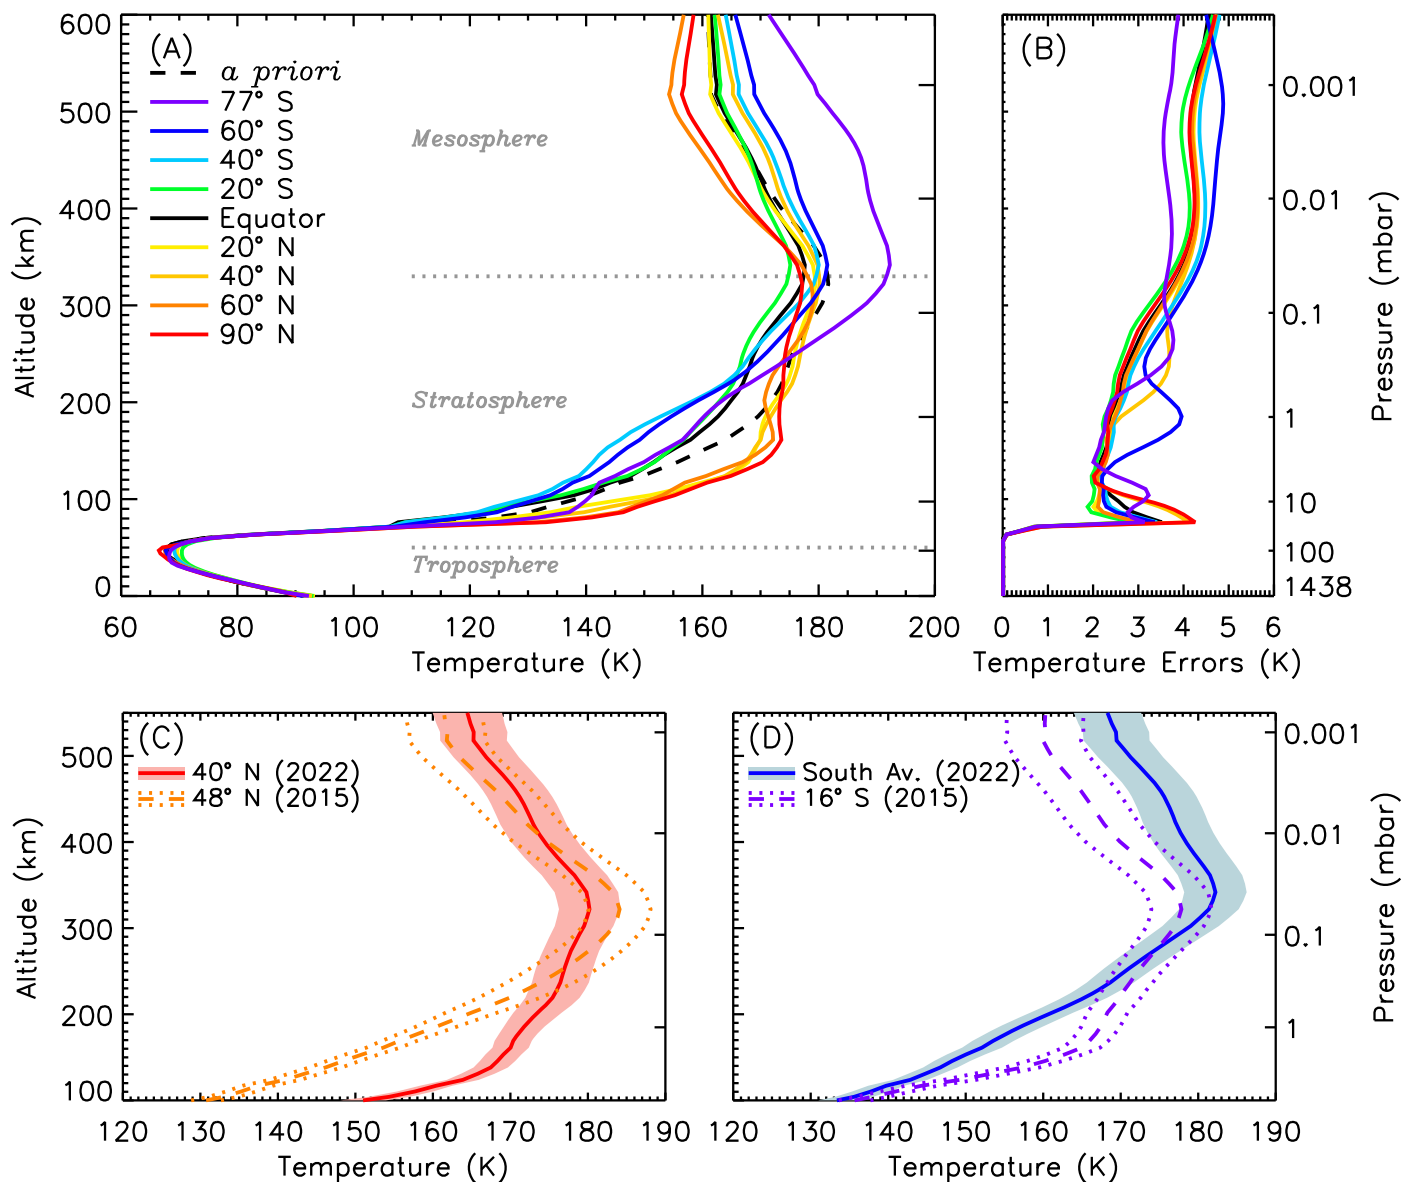 (A)
a priori
77° S
60° S
40° S
20° S
Equator
20° N
40° N
60° N
90° N
Mesosphere
Stratosphere
Troposphere
600
500
400
300
200
100
0
Altitude (km)
60 80 100 120 140 160 180 200
Temperature (K)
(B)
0.001
0.01
0.1
1
10
100
1438
Pressure (mbar)
0 1 2 3 4 5 6
Temperature Errors (K)
(C)
40° N (2022)
48° N (2015)
500
400
300
200
100
Altitude (km)
120 130 140 150 160 170 180 190
Temperature (K)
(D)
South Av. (2022)
16° S (2015)
0.001
0.01
0.1
1
Pressure (mbar)
120 130 140 150 160 170 180 190
Temperature (K)